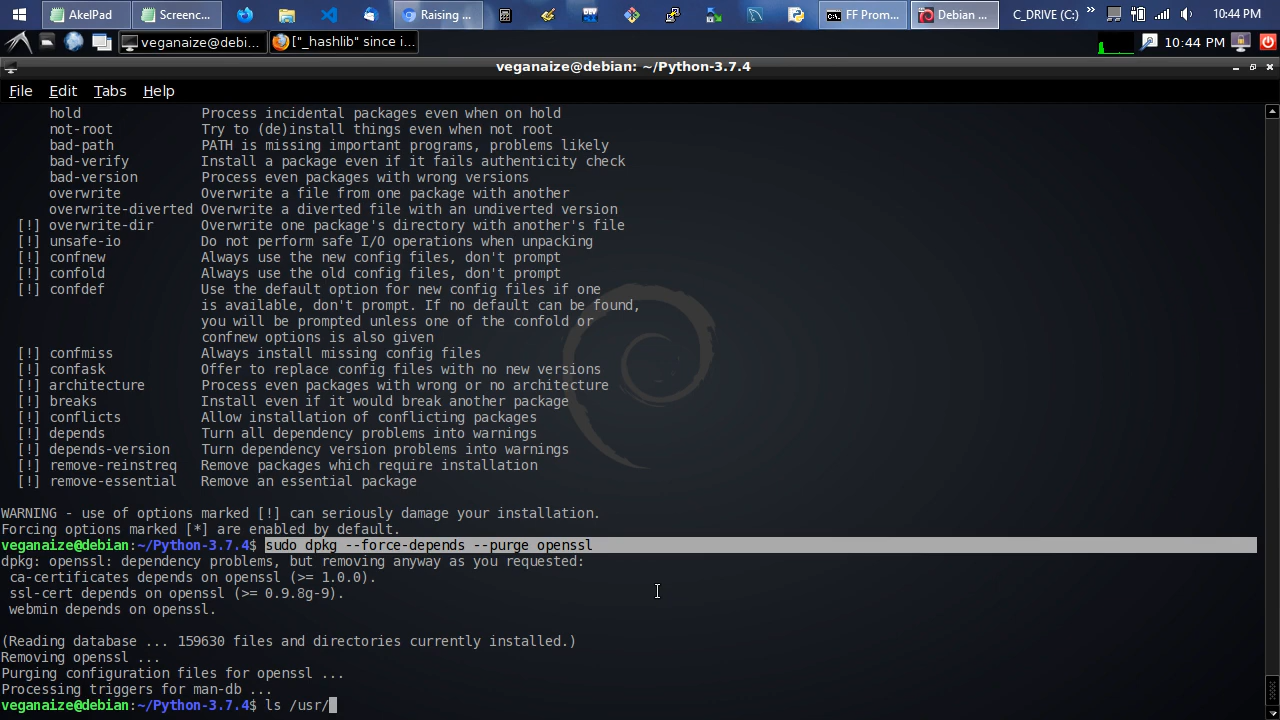 AkelPad
Screenc...
Raising ...
FF Prom...
Debian ...
C_DRIVE (C:)
10:44 PM
veganaize@debi...
["_hashlib" since i...
10:44 PM
veganaize@debian: ~/Python-3.7.4
File Edit Tabs Help
hold Process incidental packages even when on hold
not-root Try to (de)install things even when not root
bad-path PATH is missing important programs, problems likely
bad-verify Install a package even if it fails authenticity check
bad-version Process even packages with wrong versions
overwrite Overwrite a file from one package with another
overwrite-diverted Overwrite a diverted file with an undiverted version
[!] overwrite-dir Overwrite one package's directory with another's file
[!] unsafe-io Do not perform safe I/O operations when unpacking
[!] confnew Always use the new config files, don't prompt
[!] confold Always use the old config files, don't prompt
[!] confdef Use the default option for new config files if one
is available, don't prompt. If no default can be found,
you will be prompted unless one of the confold or
confnew options is also given
[!] confmiss Always install missing config files
[!] confask Offer to replace config files with no new versions
[!] architecture Process even packages with wrong or no architecture
[!] breaks Install even if it would break another package
[!] conflicts Allow installation of conflicting packages
[!] depends Turn all dependency problems into warnings
[!] depends-version Turn dependency version problems into warnings
[!] remove-reinstreq Remove packages which require installation
[!] remove-essential Remove an essential package
WARNING - use of options marked [!] can seriously damage your installation.
Forcing options marked [*] are enabled by default.
veganaize@debian:~/Python-3.7.4$ sudo dpkg --force-depends --purge openssl
dpkg: openssl: dependency problems, but removing anyway as you requested:
ca-certificates depends on openssl (>= 1.0.0).
ssl-cert depends on openssl (>= 0.9.8g-9).
webmin depends on openssl.
(Reading database ... 159630 files and directories currently installed.)
Removing openssl ...
Purging configuration files for openssl ...
Processing triggers for man-db ...
veganaize@debian:~/Python-3.7.4$ ls /usr/